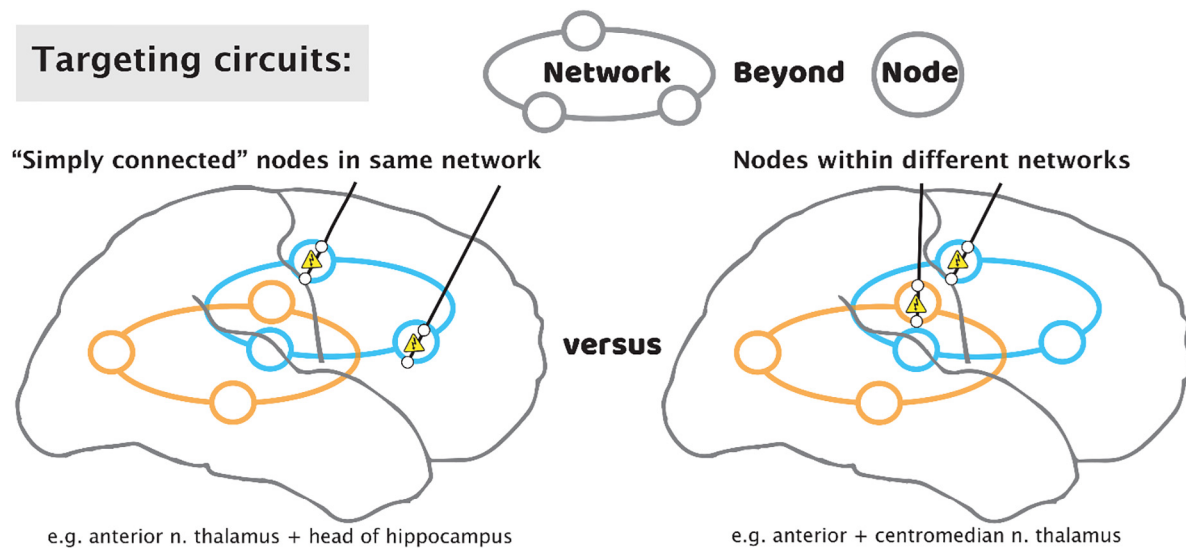 Targeting circuits:
Network Beyond Node
“Simply connected” nodes in same network
Nodes within different networks
versus
e.g. anterior n. thalamus + head of hippocampus
e.g. anterior + centromedian n. thalamus